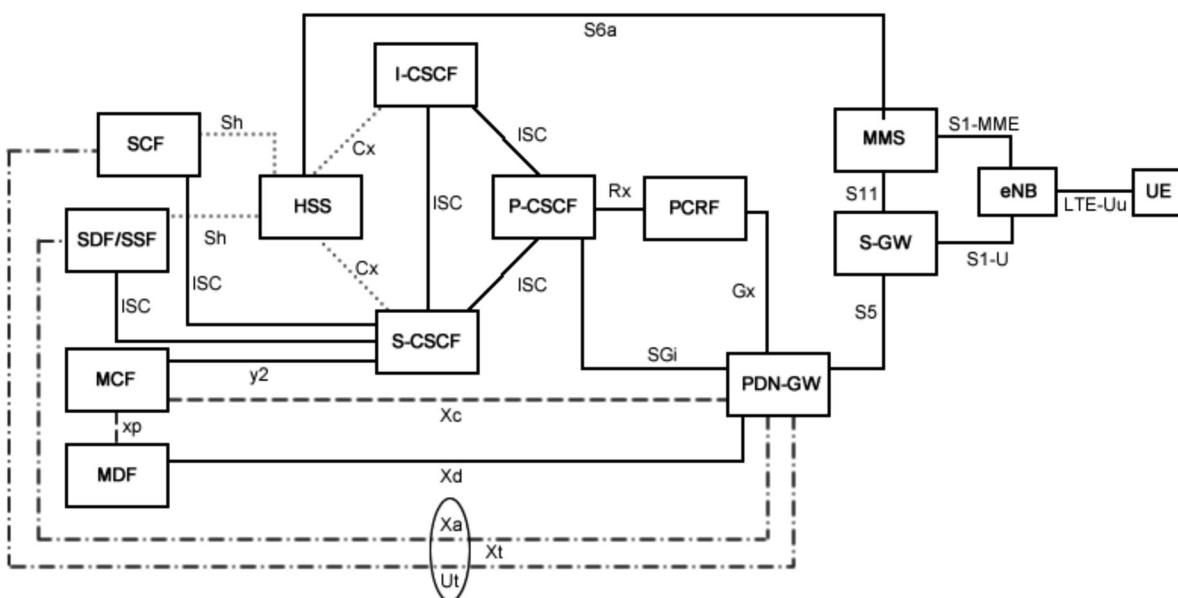 S6a
I-CSCF
SCF
Sh
Cx
ISC
MMS
S1-MME
HSS
ISC
P-CSCF
Rx
PCRF
S11
eNB
LTE-Uu
UE
SDF/SSF
Sh
S-GW
S1-U
Cx
ISC
ISC
ISC
Gx
S5
S-CSCF
SGi
MCF
y2
PDN-GW
Xc
xp
MDF
Xd
Xa
Xt
Ut